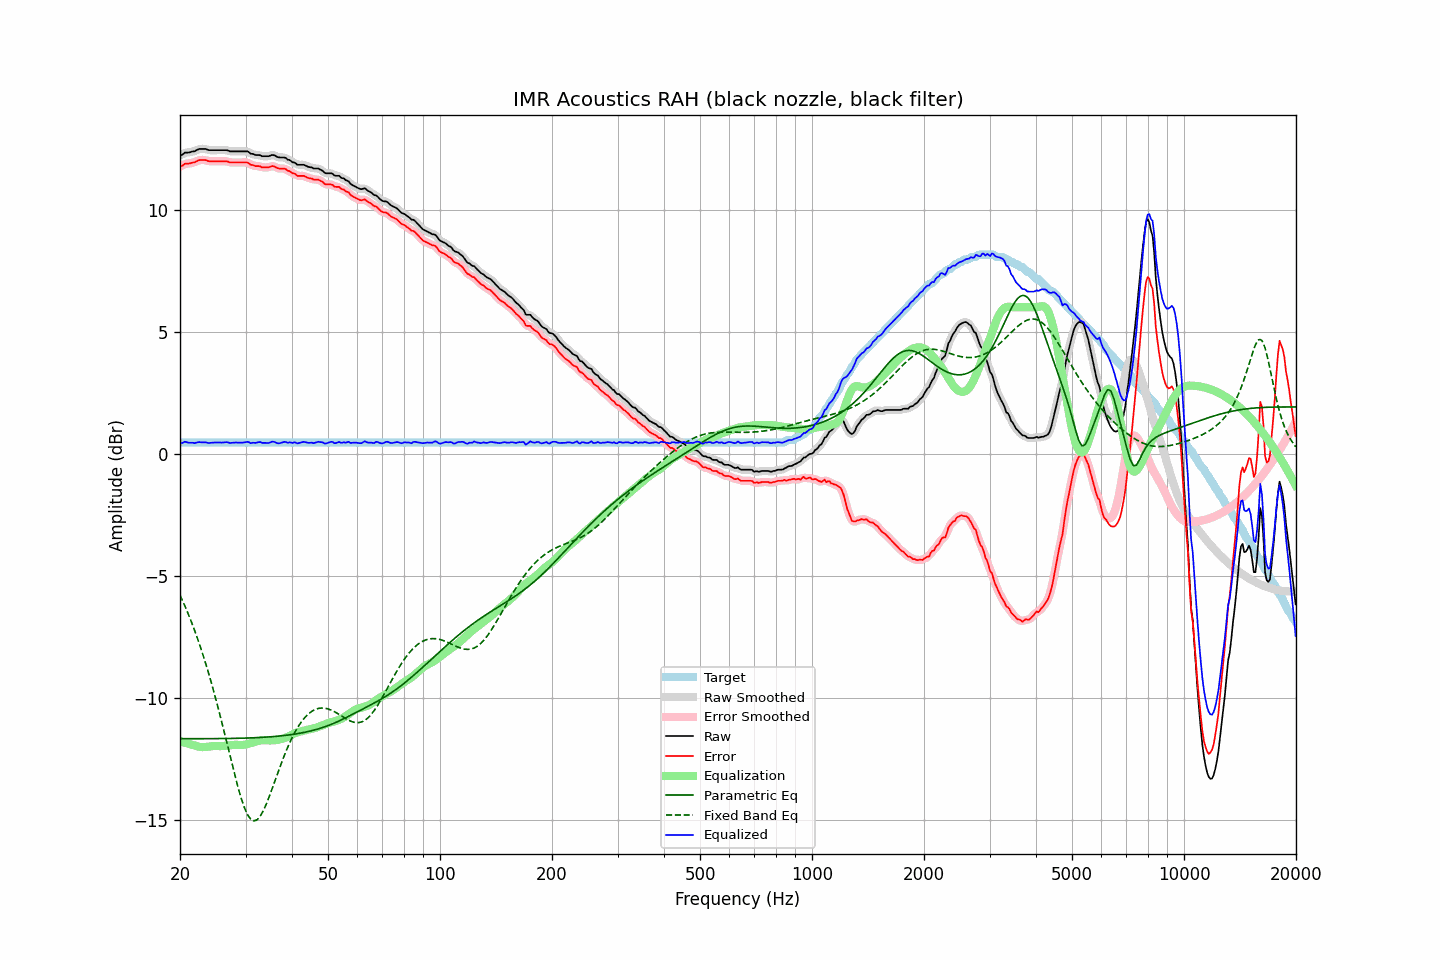 IMR Acoustics RAH (black nozzle, black filter)
Amplitude (dBr)
10
5
0
−5
−10
−15
Target
Raw Smoothed
Error Smoothed
Raw
Error
Equalization
Parametric Eq
Fixed Band Eq
Equalized
20 50 100 200 500 1000 2000 5000 10000 20000
Frequency (Hz)